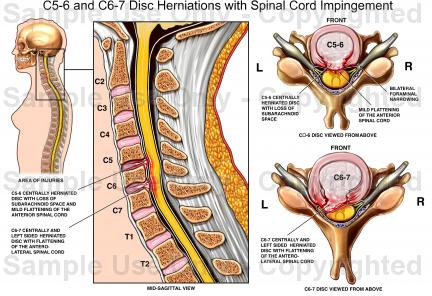 C5-6 and C6-7 Disc Herniations with Spinal Cord Impingement
FRONT
C5-6
L
R
C5-6 CENTRALLY
HERNIATED DISC
WITH LOSS OF
SUBARACHNOID
SPACE
BILATERAL
FORAMINAL
NARROWING
MILD FLATTENING
OF THE ANTERIOR
SPINAL CORD
C5-6 DISC VIEWED FROM ABOVE
C2
C3
C4
C5
C6
C7
T1
T2
MID-SAGITTAL VIEW
AREA OF INJURIES
C5-6 CENTRALLY HERNIATED
DISC WITH LOSS OF
SUBARACHNOID SPACE AND
MILD FLATTENING OF THE
ANTERIOR SPINAL CORD
C6-7 CENTRALLY AND
LEFT SIDED HERNIATED
DISC WITH FLATTENING
OF THE ANTERO-
LATERAL SPINAL CORD
FRONT
C6-7
L
R
C6-7 CENTRALLY AND
LEFT SIDED HERNIATED
DISC WITH FLATTENING
OF THE ANTERO-
LATERAL SPINAL CORD
C6-7 DISC VIEWED FROM ABOVE